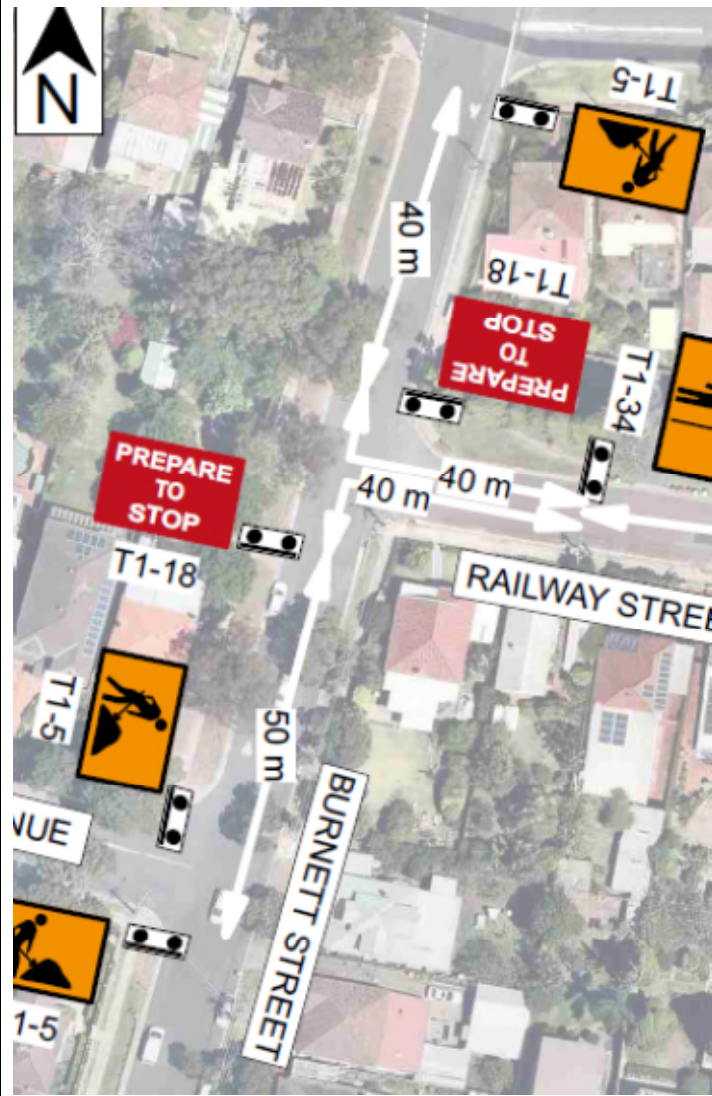 N
T1-5
40 m
T1-18
PREPARE
TO
STOP
T1-34
40 m
40 m
PREPARE
TO
STOP
T1-18
RAILWAY STREE
T1-5
50 m
NUE
BURNETT STREET
1-5